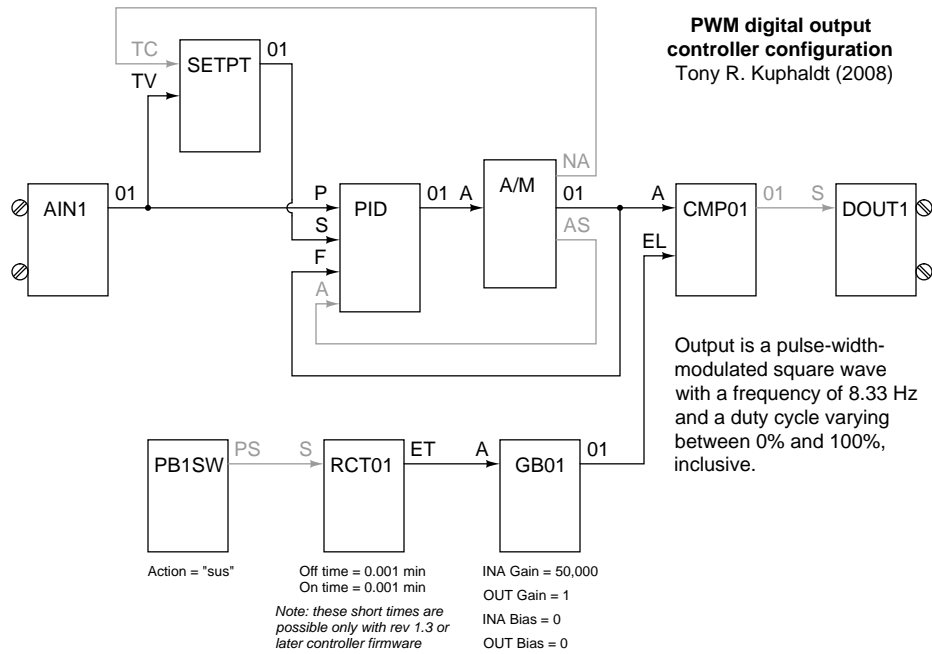 PWM digital output
controller configuration
Tony R. Kuphaldt (2008)
TC
01
SETPT
TV
NA
AIN1
01
P
S
F
A
PID
01
A
A/M
01
AS
A
EL
CMP01
01
S
DOUT1
Output is a pulse-width-
modulated square wave
with a frequency of 8.33 Hz
and a duty cycle varying
between 0% and 100%,
inclusive.
PB1SW
PS
S
RCT01
ET
A
GB01
01
Action = "sus"
Off time = 0.001 min
On time = 0.001 min
Note: these short times are
possible only with rev 1.3 or
later controller firmware
INA Gain = 50,000
OUT Gain = 1
INA Bias = 0
OUT Bias = 0